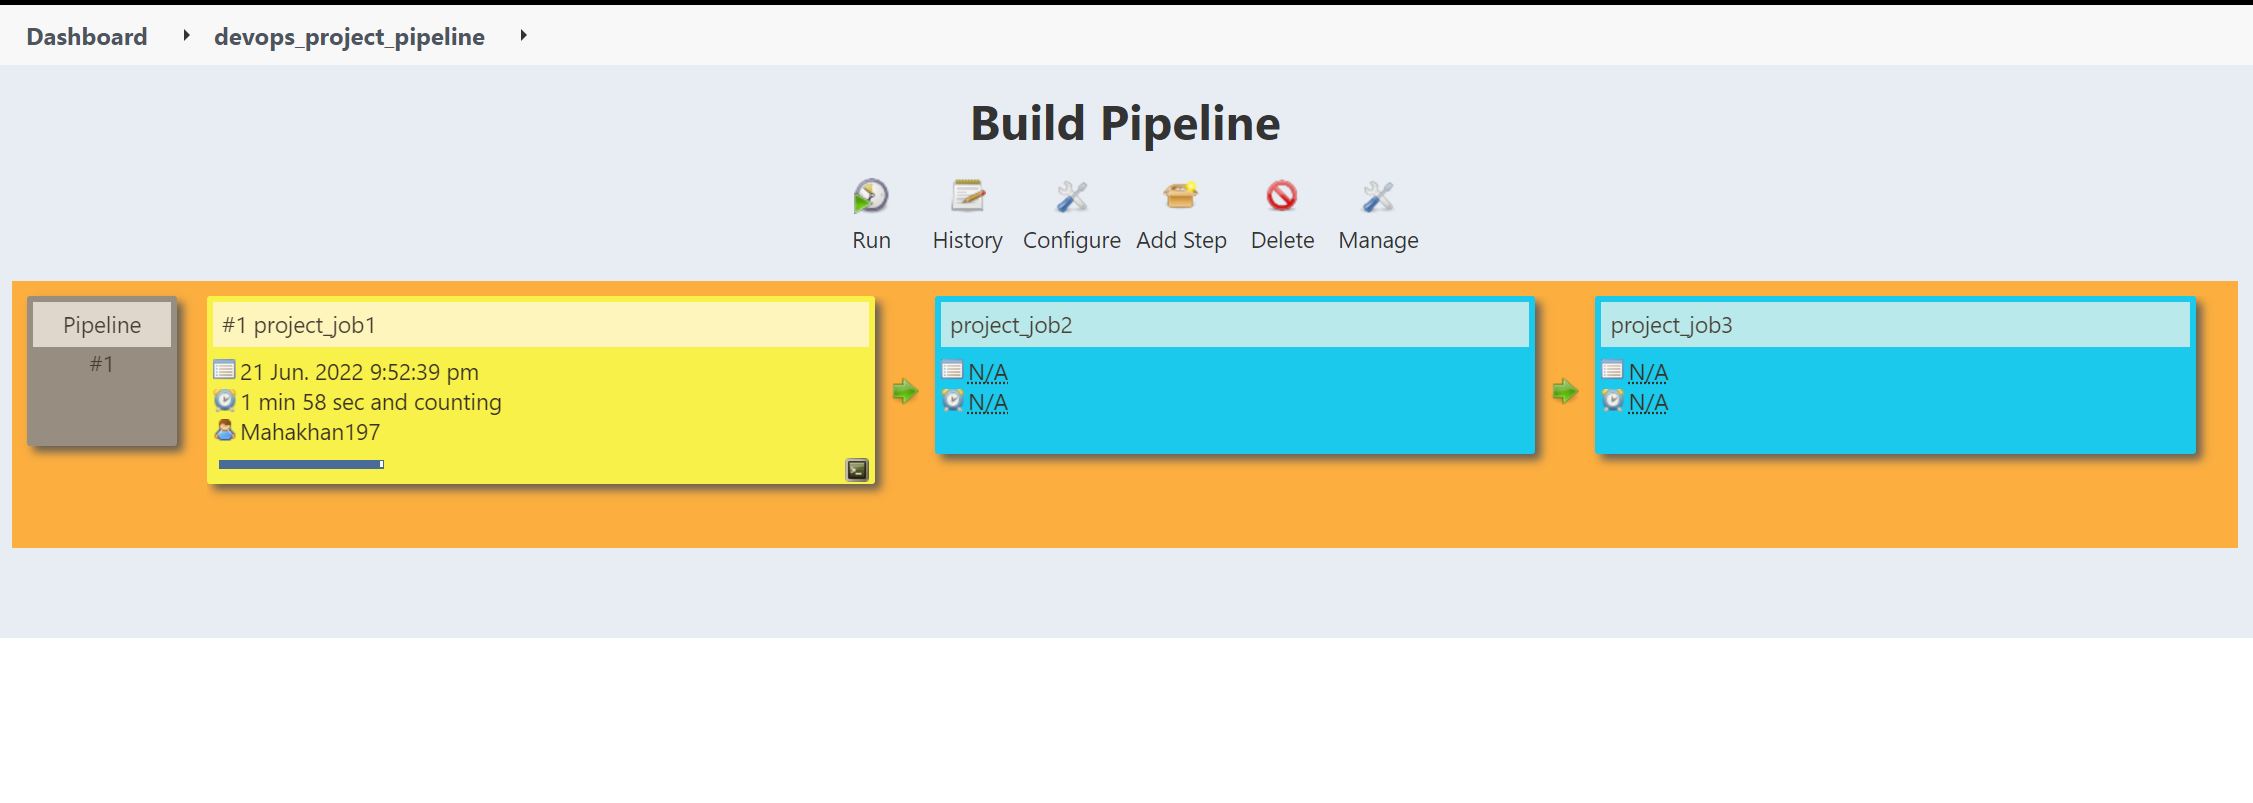 Dashboard devops_project_pipeline
Build Pipeline
Run History Configure Add Step Delete Manage
Pipeline
#1
#1 project_job1
21 Jun. 2022 9:52:39 pm
1 min 58 sec and counting
Mahakhan197
project_job2
N/A
N/A
project_job3
N/A
N/A